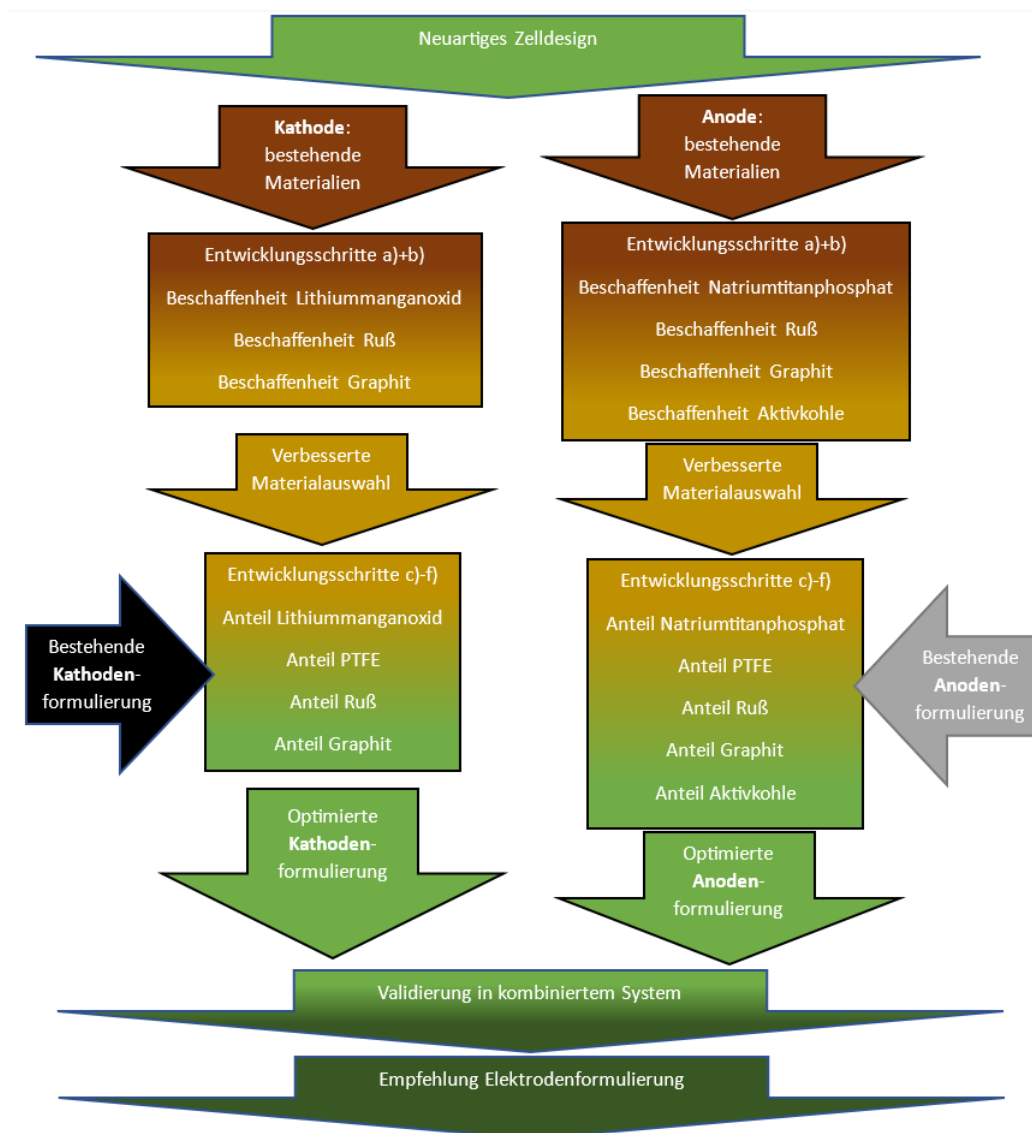 Neuartiges Zelldesign
Kathode:
bestehende
Materialien
Anode:
bestehende
Materialien
Entwicklungsschritte a)+b)
Beschaffenheit Lithiummanganoxid
Beschaffenheit Ruß
Beschaffenheit Graphit
Entwicklungsschritte a)+b)
Beschaffenheit Natriumtitanphosphat
Beschaffenheit Ruß
Beschaffenheit Graphit
Beschaffenheit Aktivkohle
Verbesserte
Materialauswahl
Verbesserte
Materialauswahl
Bestehende
Kathoden-
formulierung
Entwicklungsschritte c)-f)
Anteil Lithiummanganoxid
Anteil PTFE
Anteil Ruß
Anteil Graphit
Entwicklungsschritte c)-f)
Anteil Natriumtitanphosphat
Anteil PTFE
Anteil Ruß
Anteil Graphit
Anteil Aktivkohle
Bestehende
Anoden-
formulierung
Optimierte
Kathoden-
formulierung
Optimierte
Anoden-
formulierung
Validierung in kombiniertem System
Empfehlung Elektrodenformulierung